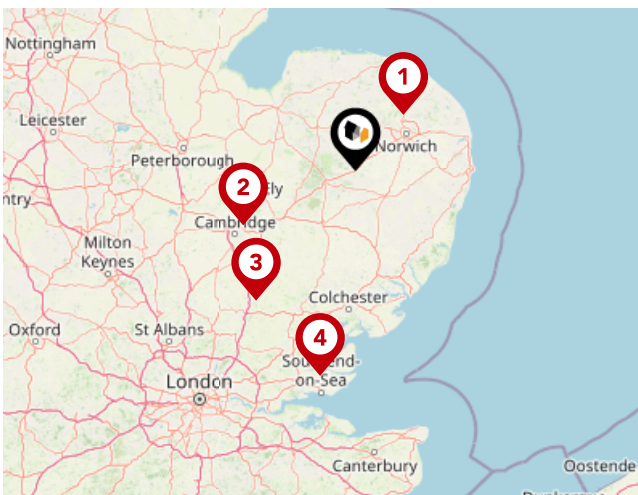 Nottingham
1
Leicester
Norwich
Peterborough
ntry
2
Ely
Cambridge
Milton
Keynes
3
Colchester
Oxford
St Albans
4
Southend-
on-Sea
London
Canterbury
Oostende